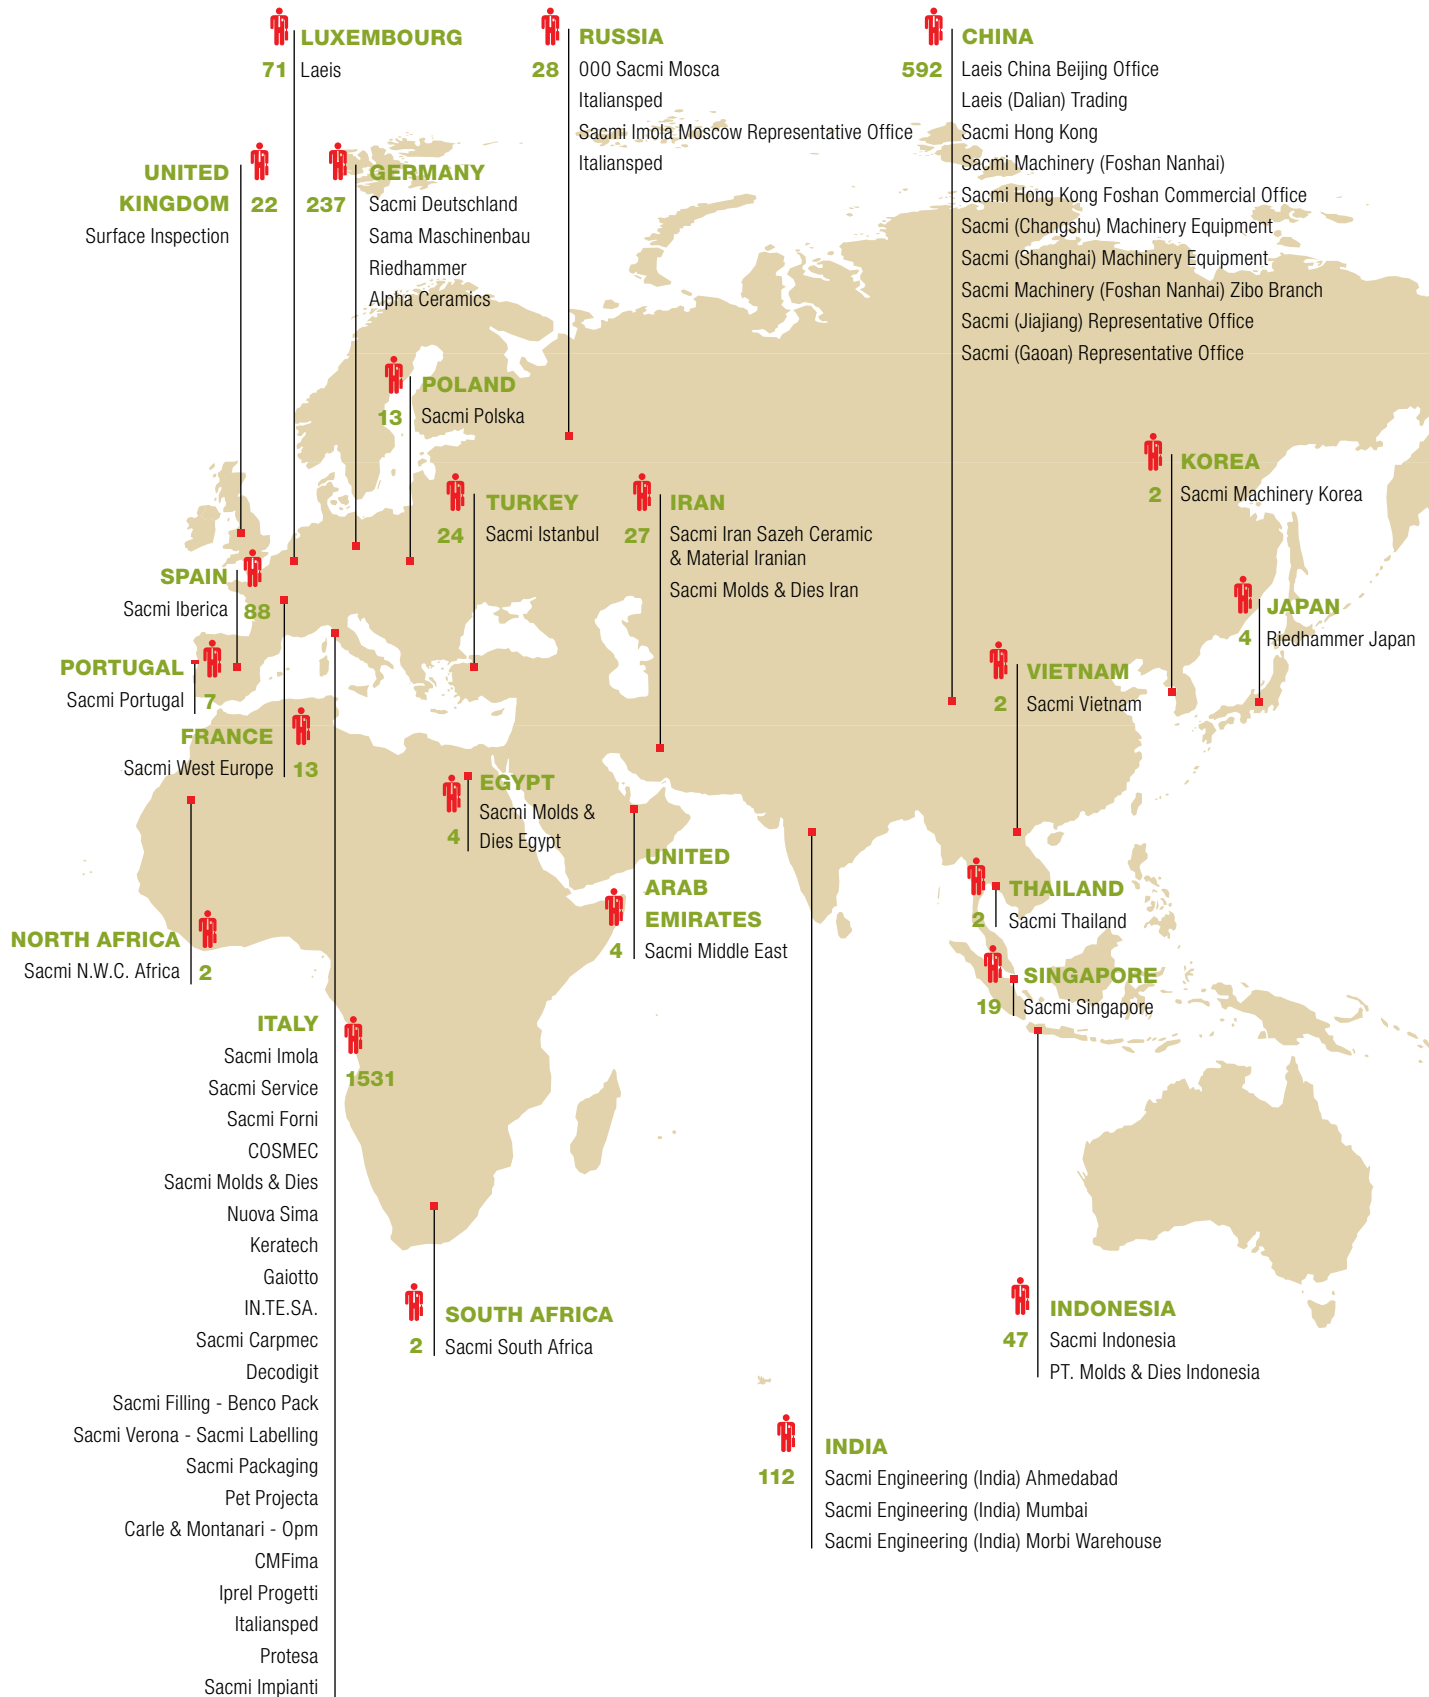 LUXEMBOURG
71 Laeis
RUSSIA
28 000 Sacmi Mosca
Italiansped
Sacmi Imola Moscow Representative Office
Italiansped
CHINA
592 Laeis China Beijing Office
Laeis (Dalian) Trading
Sacmi Hong Kong
Sacmi Machinery (Foshan Nanhai)
Sacmi Hong Kong Foshan Commercial Office
Sacmi (Changshu) Machinery Equipment
Sacmi (Shanghai) Machinery Equipment
Sacmi Machinery (Foshan Nanhai) Zibo Branch
Sacmi (Jiajiang) Representative Office
Sacmi (Gaoan) Representative Office
UNITED
KINGDOM 22
Surface Inspection
GERMANY
237 Sacmi Deutschland
Sama Maschinenbau
Riedhammer
Alpha Ceramics
POLAND
13 Sacmi Polska
TURKEY
24 Sacmi Istanbul
IRAN
27 Sacmi Iran Sazeh Ceramic
& Material Iranian
Sacmi Molds & Dies Iran
KOREA
2 Sacmi Machinery Korea
JAPAN
4 Riedhammer Japan
SPAIN
Sacmi Iberica 88
PORTUGAL
Sacmi Portugal 7
FRANCE
Sacmi West Europe 13
VIETNAM
2 Sacmi Vietnam
EGYPT
Sacmi Molds &
4 Dies Egypt
UNITED
ARAB
EMIRATES
4 Sacmi Middle East
THAILAND
2 Sacmi Thailand
SINGAPORE
19 Sacmi Singapore
NORTH AFRICA
Sacmi N.W.C. Africa 2
ITALY
Sacmi Imola
1531
Sacmi Service
Sacmi Forni
COSMEC
Sacmi Molds & Dies
Nuova Sima
Keratech
Gaiotto
IN.TE.SA.
Sacmi Carpmec
Decodigit
Sacmi Filling - Benco Pack
Sacmi Verona - Sacmi Labelling
Sacmi Packaging
Pet Projecta
Carle & Montanari - Opm
CMFima
Iprel Progetti
Italiansped
Protesa
Sacmi Impianti
SOUTH AFRICA
2 Sacmi South Africa
INDONESIA
47 Sacmi Indonesia
PT. Molds & Dies Indonesia
INDIA
112 Sacmi Engineering (India) Ahmedabad
Sacmi Engineering (India) Mumbai
Sacmi Engineering (India) Morbi Warehouse